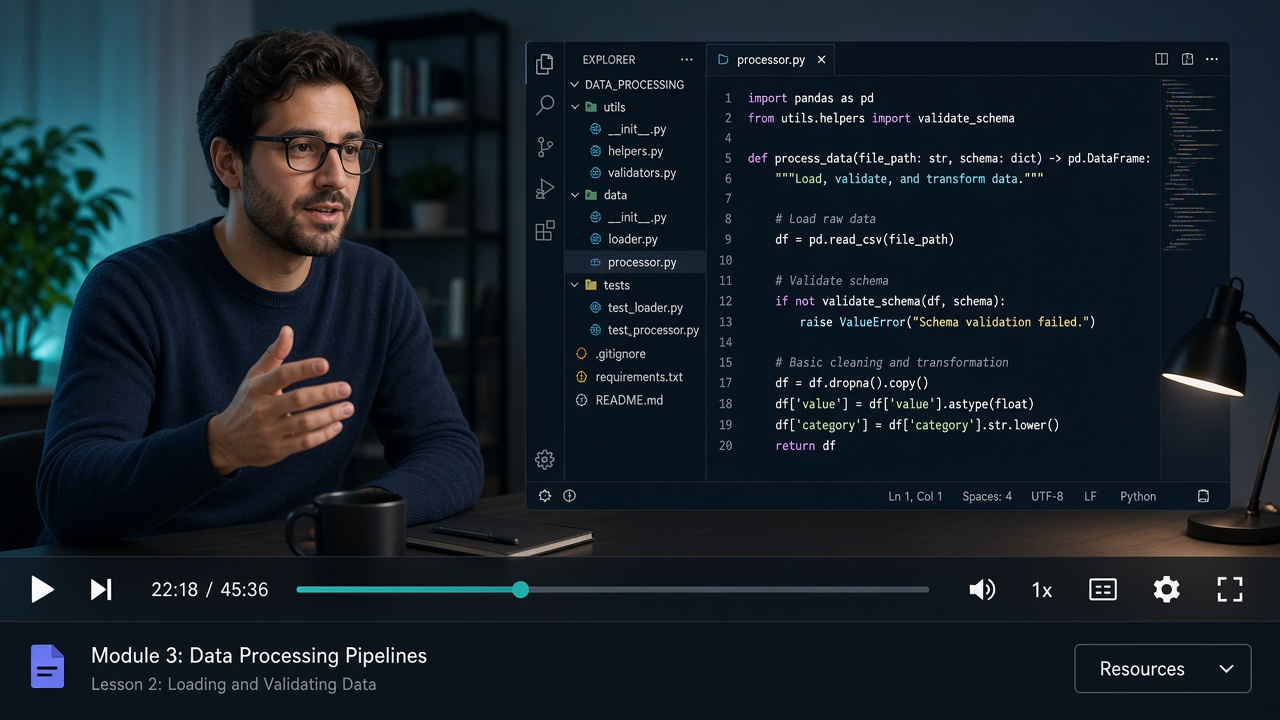 EXPLORER
DATA_PROCESSING
utils
__init__.py
helpers.py
validators.py
data
__init__.py
loader.py
processor.py
tests
test_loader.py
test_processor.py
.gitignore
requirements.txt
README.md
processor.py
1 import pandas as pd
2 from utils.helpers import validate_schema
4
5 def process_data(file_path: str, schema: dict) -> pd.DataFrame:
6 """Load, validate, and transform data."""
7
8 # Load raw data
9 df = pd.read_csv(file_path)
10
11 # Validate schema
12 if not validate_schema(df, schema):
13 raise ValueError("Schema validation failed.")
14
15 # Basic cleaning and transformation
17 df = df.dropna().copy()
18 df['value'] = df['value'].astype(float)
19 df['category'] = df['category'].str.lower()
20 return df
Ln 1, Col 1 Spaces: 4 UTF-8 LF Python
22:18 / 45:36 1x
Module 3: Data Processing Pipelines
Lesson 2: Loading and Validating Data
Resources